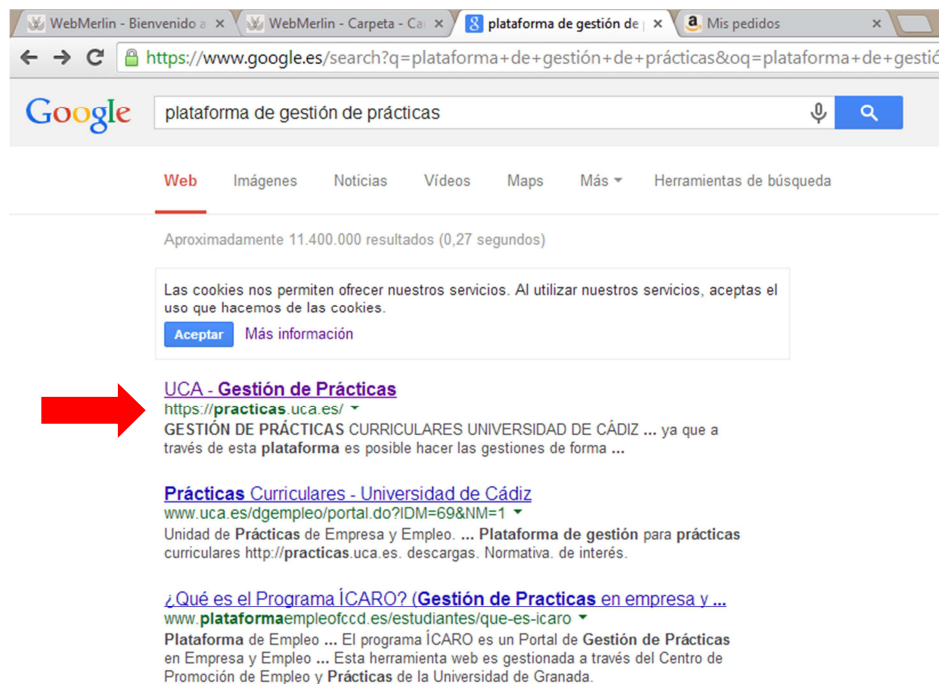 WebMerlin - Bienvenido a
WebMerlin - Carpeta - Ca
plataforma de gestión de
Mis pedidos
https://www.google.es/search?q=plataforma+de+gestión+de+prácticas&oq=plataforma+de+gestió
Google
plataforma de gestión de prácticas
Web Imágenes Noticias Vídeos Maps Más Herramientas de búsqueda
Aproximadamente 11.400.000 resultados (0,27 segundos)
Las cookies nos permiten ofrecer nuestros servicios. Al utilizar nuestros servicios, aceptas el
uso que hacemos de las cookies.
Aceptar Más información
UCA - Gestión de Prácticas
https://practicas.uca.es/
GESTIÓN DE PRÁCTICAS CURRICULARES UNIVERSIDAD DE CÁDIZ ... ya que a
través de esta plataforma es posible hacer las gestiones de forma ...
Prácticas Curriculares - Universidad de Cádiz
www.uca.es/dgempleo/portal.do?IDM=69&NM=1
Unidad de Prácticas de Empresa y Empleo. ... Plataforma de gestión para prácticas
curriculares http://practicas.uca.es. descargas. Normativa. de interés.
¿Qué es el Programa ÍCARO? (Gestión de Practicas en empresa y ...
www.plataformaempleofccd.es/estudiantes/que-es-icaro
Plataforma de Empleo ... El programa ÍCARO es un Portal de Gestión de Prácticas
en Empresa y Empleo ... Esta herramienta web es gestionada a través del Centro de
Promoción de Empleo y Prácticas de la Universidad de Granada.